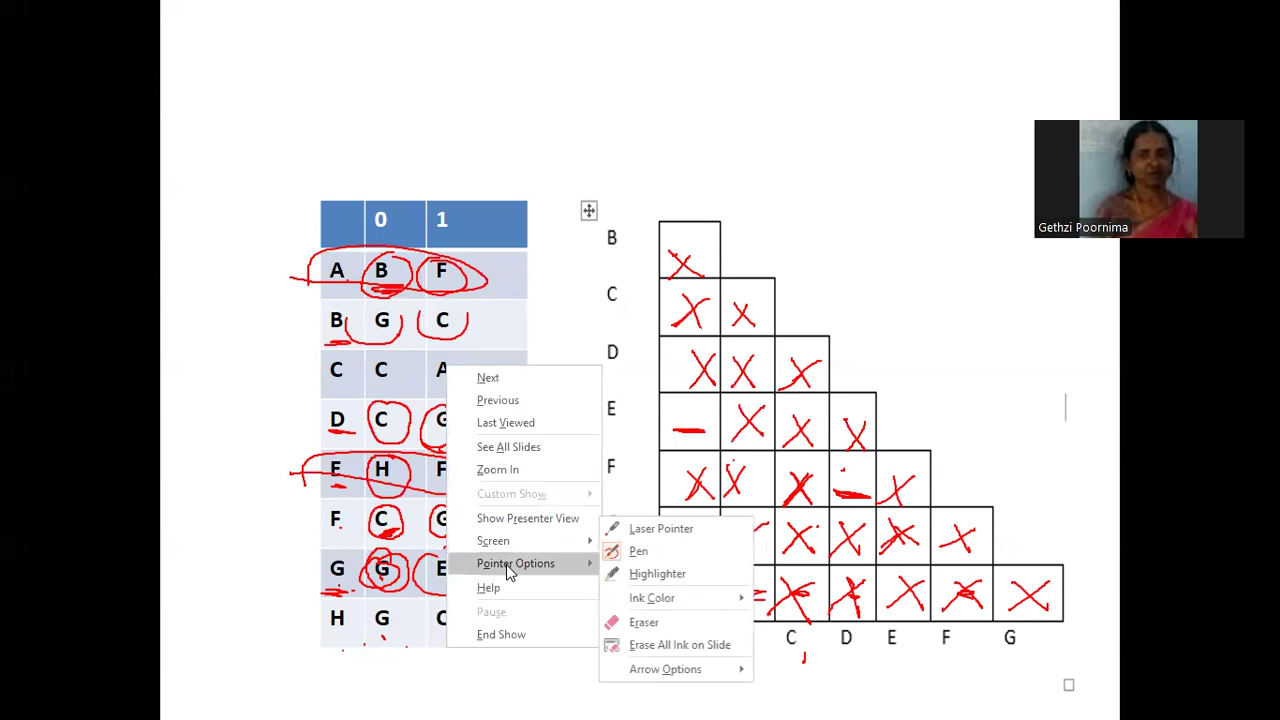 0 1
A B F
B G C
C C A
D C G
E H F
F C G
G G E
H G C
B
C
D
E
F
C D E F G
X
X X
X X X
– X X X
X X X – X
X X X X
= X X X X X
Next
Previous
Last Viewed
See All Slides
Zoom In
Custom Show
Show Presenter View
Screen
Pointer Options
Help
Pause
End Show
Laser Pointer
Pen
Highlighter
Ink Color
Eraser
Erase All Ink on Slide
Arrow Options
Gethzi Poornima